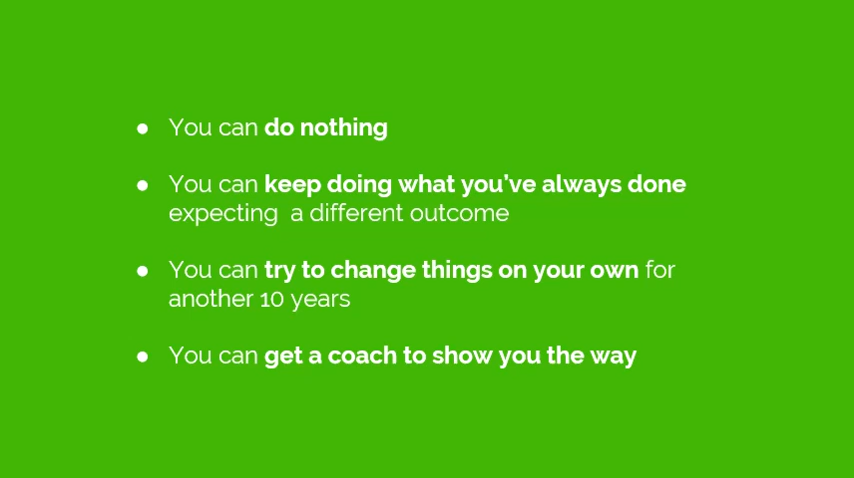 ● You can do nothing
● You can keep doing what you’ve always done
expecting  a different outcome
● You can try to change things on your own for
another 10 years
● You can get a coach to show you the way